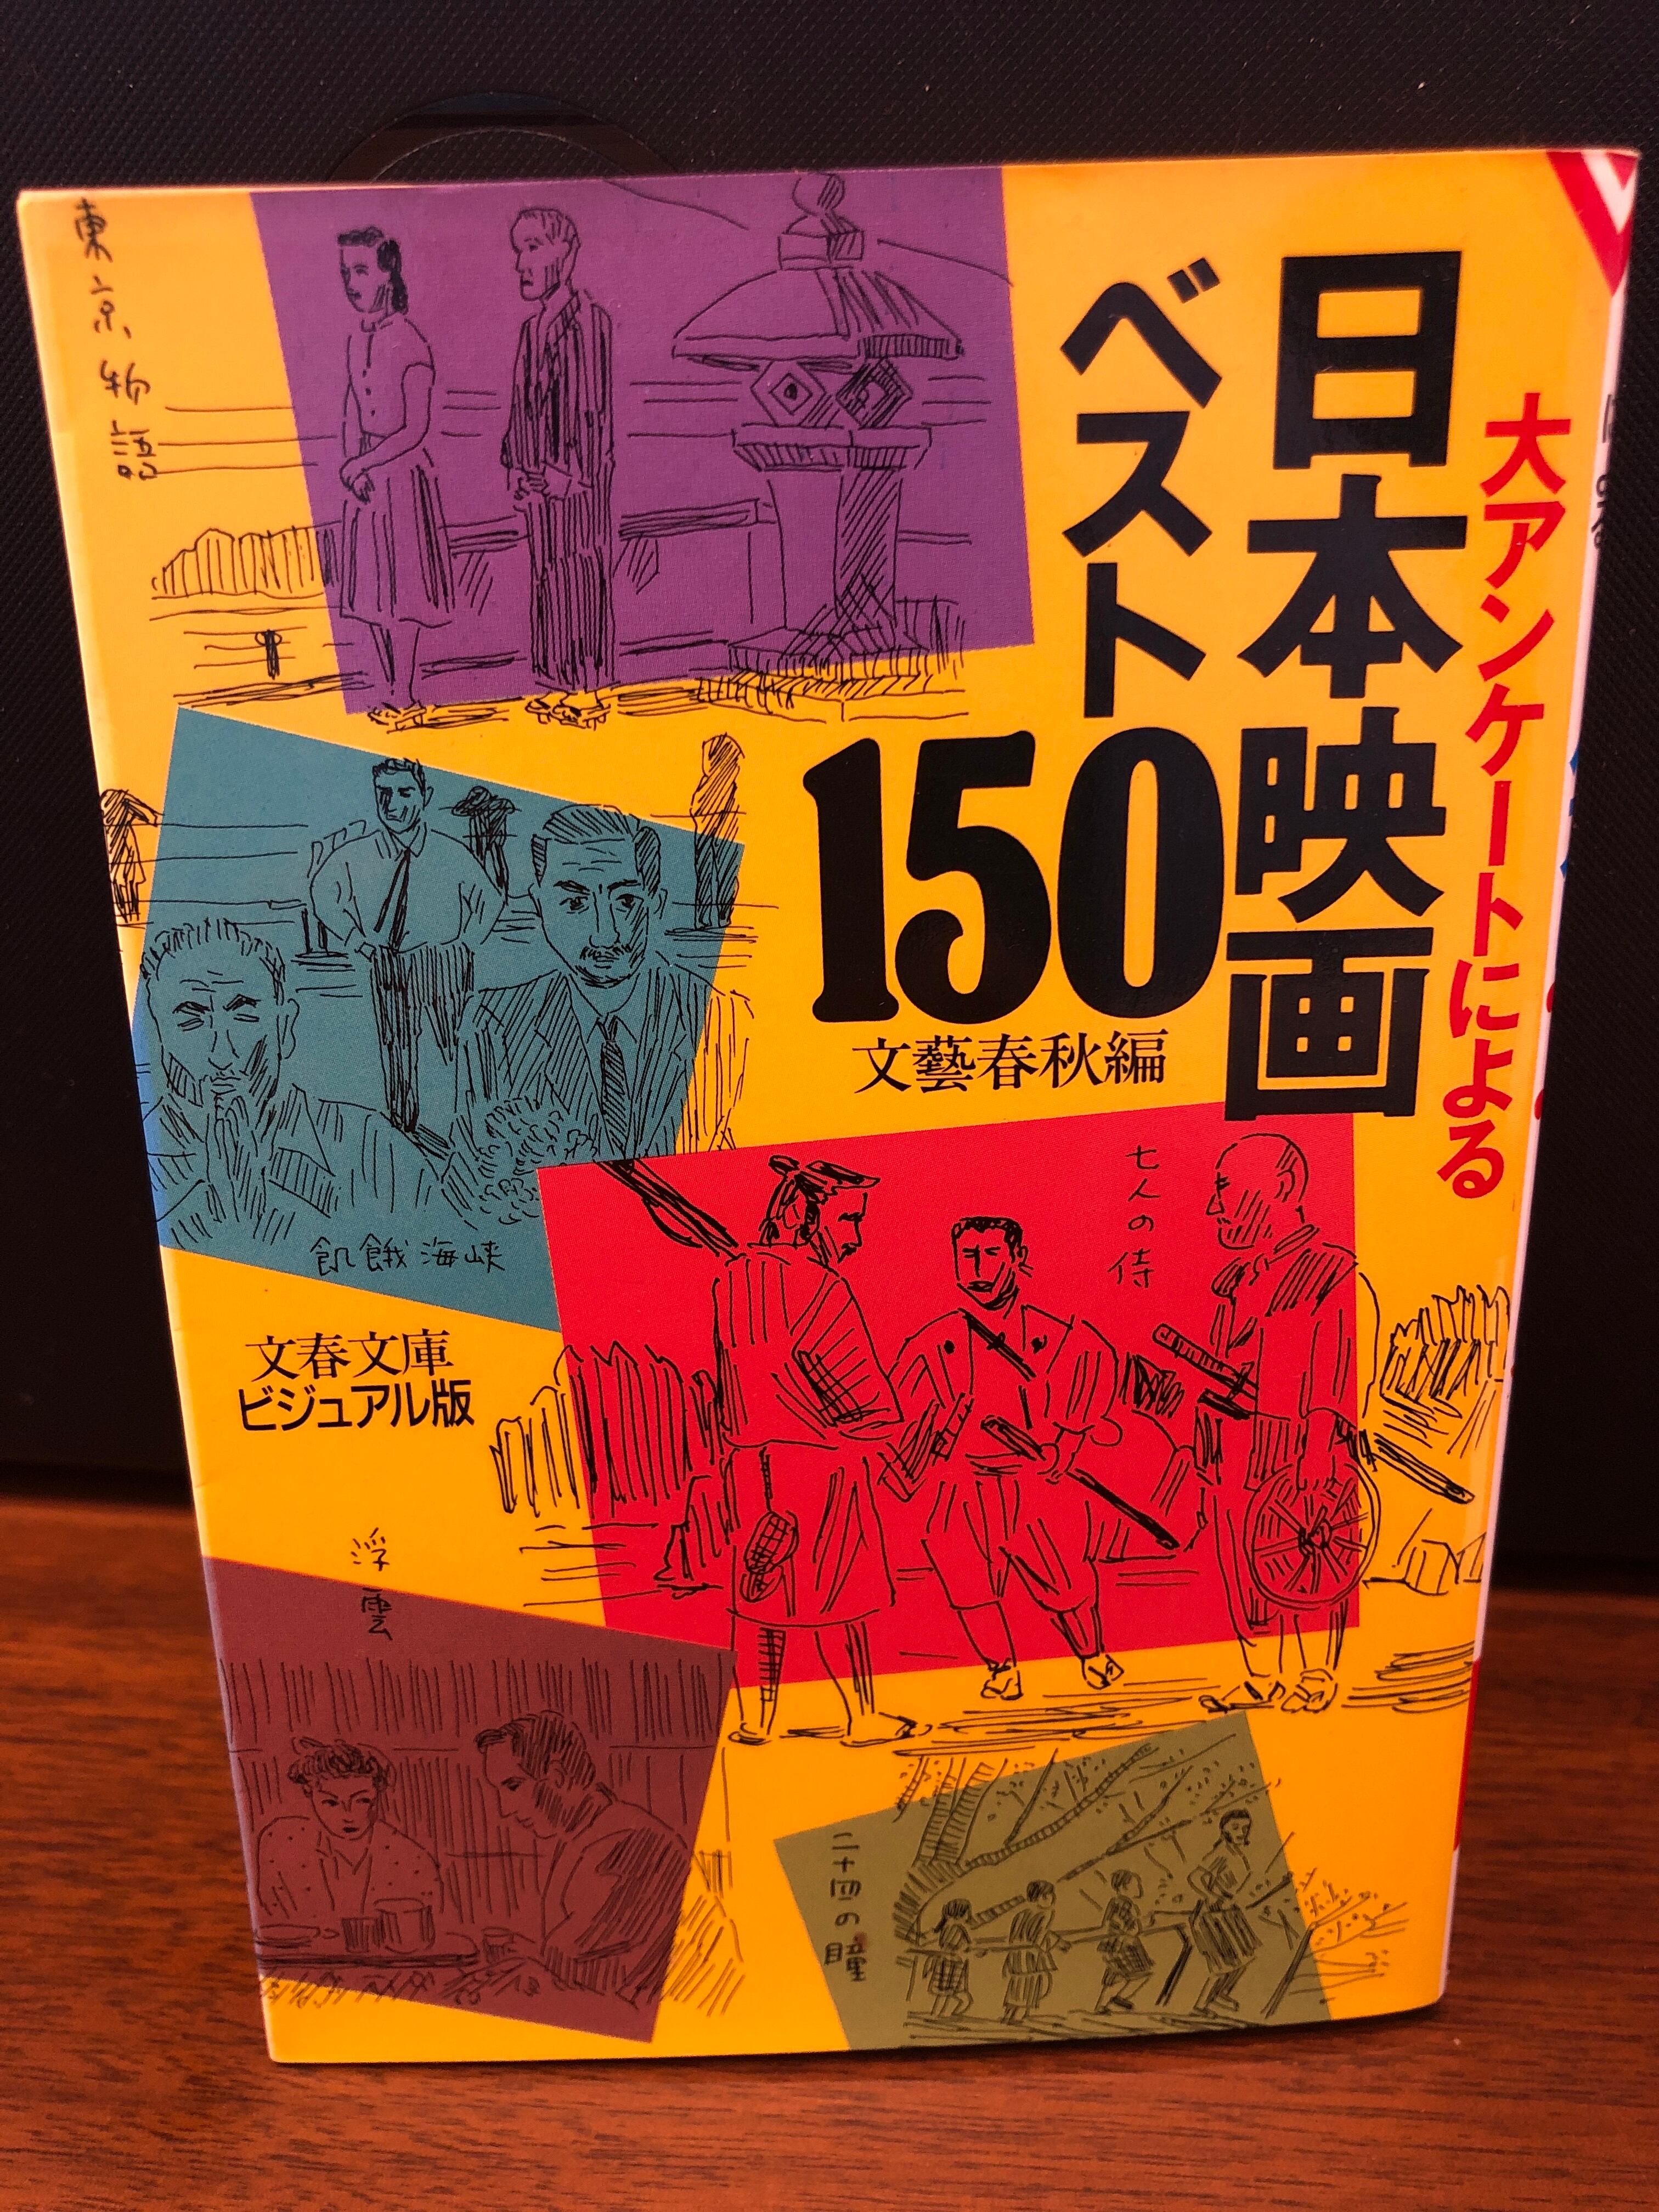 大アンケートによる
日本映画
ベスト
150
文藝春秋編
東京物語
飢餓海峡
七人の侍
文春文庫
ビジュアル版
浮雲
二十四の瞳